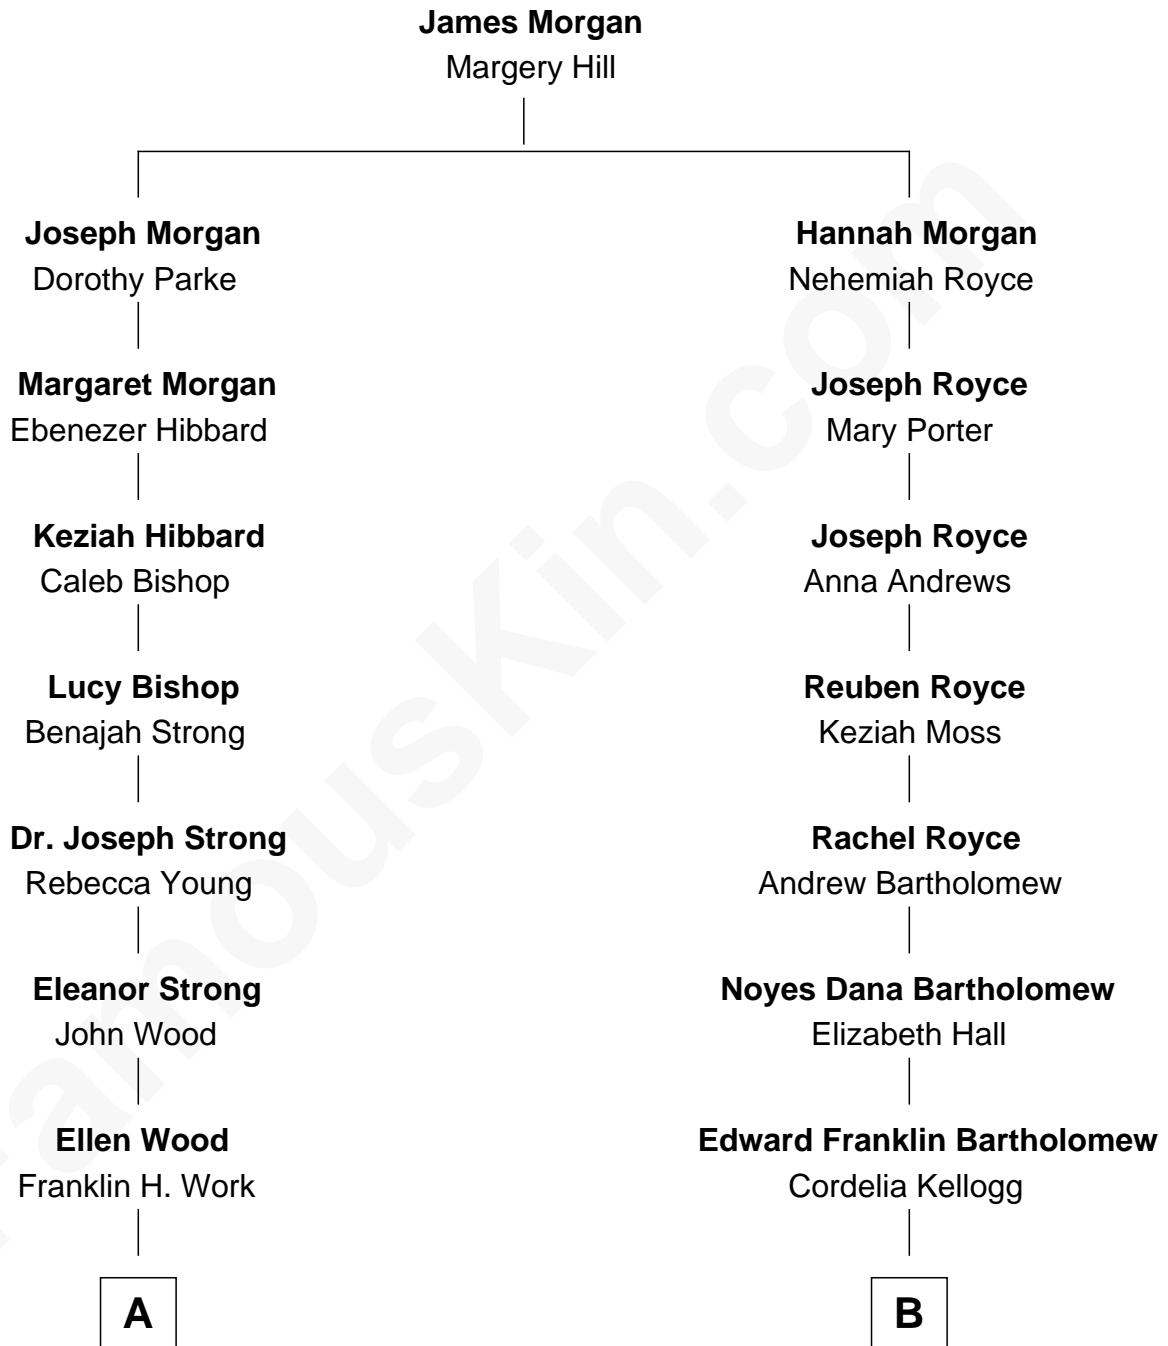 James Morgan
Margery Hill
Joseph Morgan
Dorothy Parke
Hannah Morgan
Nehemiah Royce
Margaret Morgan
Ebenezer Hibbard
Joseph Royce
Mary Porter
Keziah Hibbard
Caleb Bishop
Joseph Royce
Anna Andrews
Lucy Bishop
Benajah Strong
Reuben Royce
Keziah Moss
Dr. Joseph Strong
Rebecca Young
Rachel Royce
Andrew Bartholomew
Eleanor Strong
John Wood
Noyes Dana Bartholomew
Elizabeth Hall
Ellen Wood
Franklin H. Work
Edward Franklin Bartholomew
Cordelia Kellogg
A
B
FamousKin.com